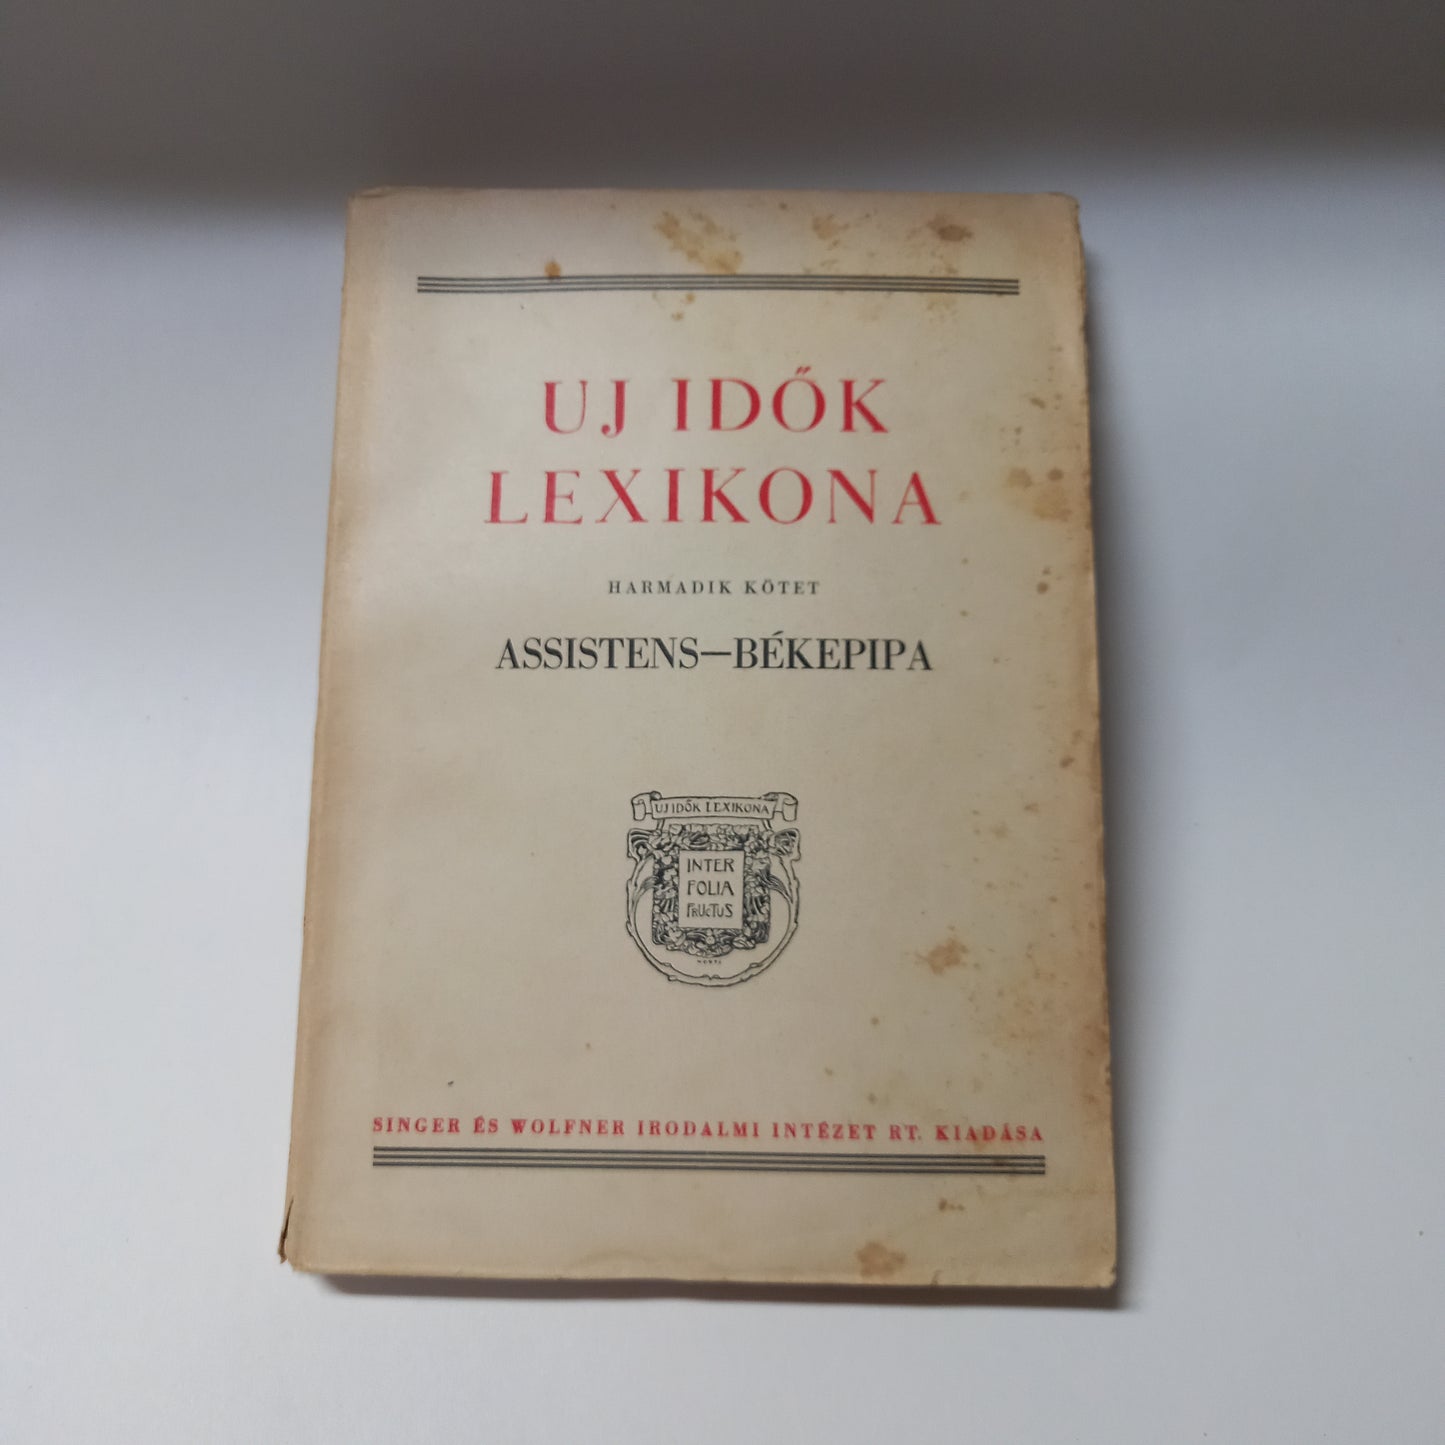 UJ IDŐK
LEXIKONA
HARMADIK KÖTET
ASSISTENS—BÉKEPIPA
UJ IDŐK LEXIKONA
INTER
FOLIA
FRUCTUS
SINGER ÉS WOLFNER IRODALMI INTÉZET RT. KIADÁSA